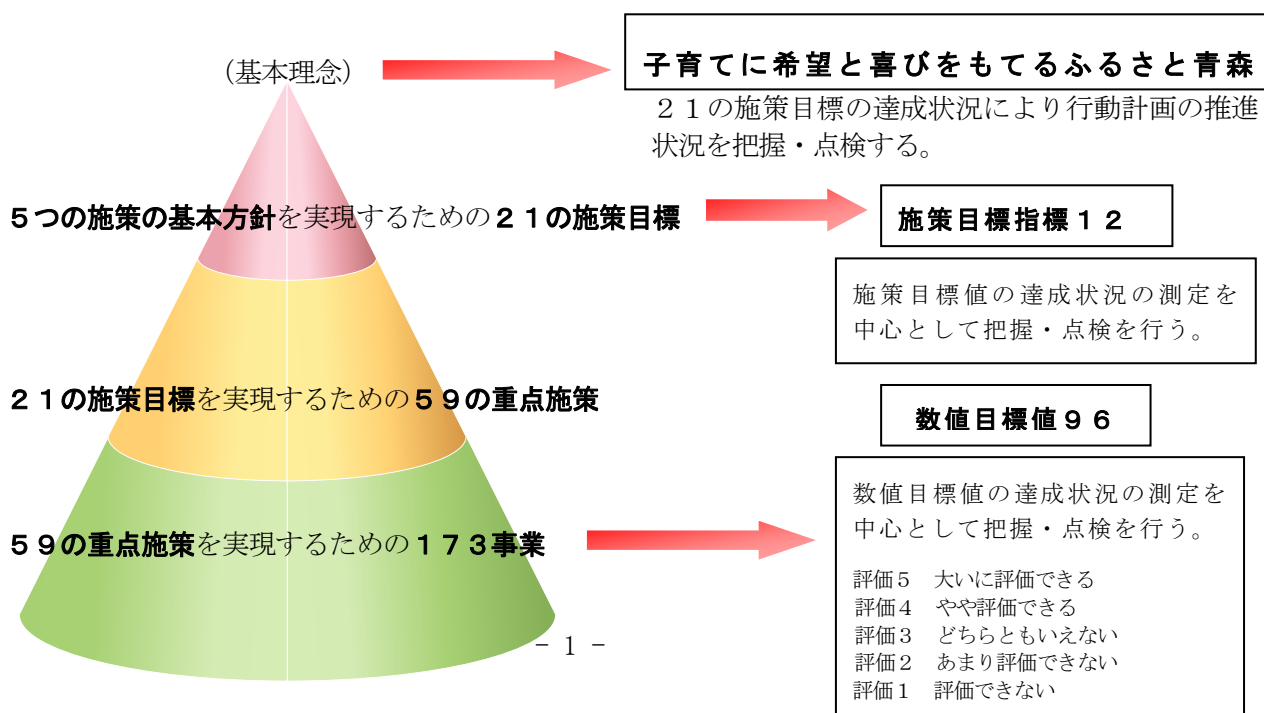 (基本理念)
子育てに希望と喜びをもてるふるさと青森
21の施策目標の達成状況により行動計画の推進
状況を把握・点検する。
5つの施策の基本方針を実現するための21の施策目標
施策目標指標12
施策目標値の達成状況の測定を
中心として把握・点検を行う。
21の施策目標を実現するための59の重点施策
数値目標値96
59の重点施策を実現するための173事業
数値目標値の達成状況の測定を
中心として把握・点検を行う。
評価5 大いに評価できる
評価4 やや評価できる
評価3 どちらともいえない
評価2 あまり評価できない
評価1 評価できない
- 1 -